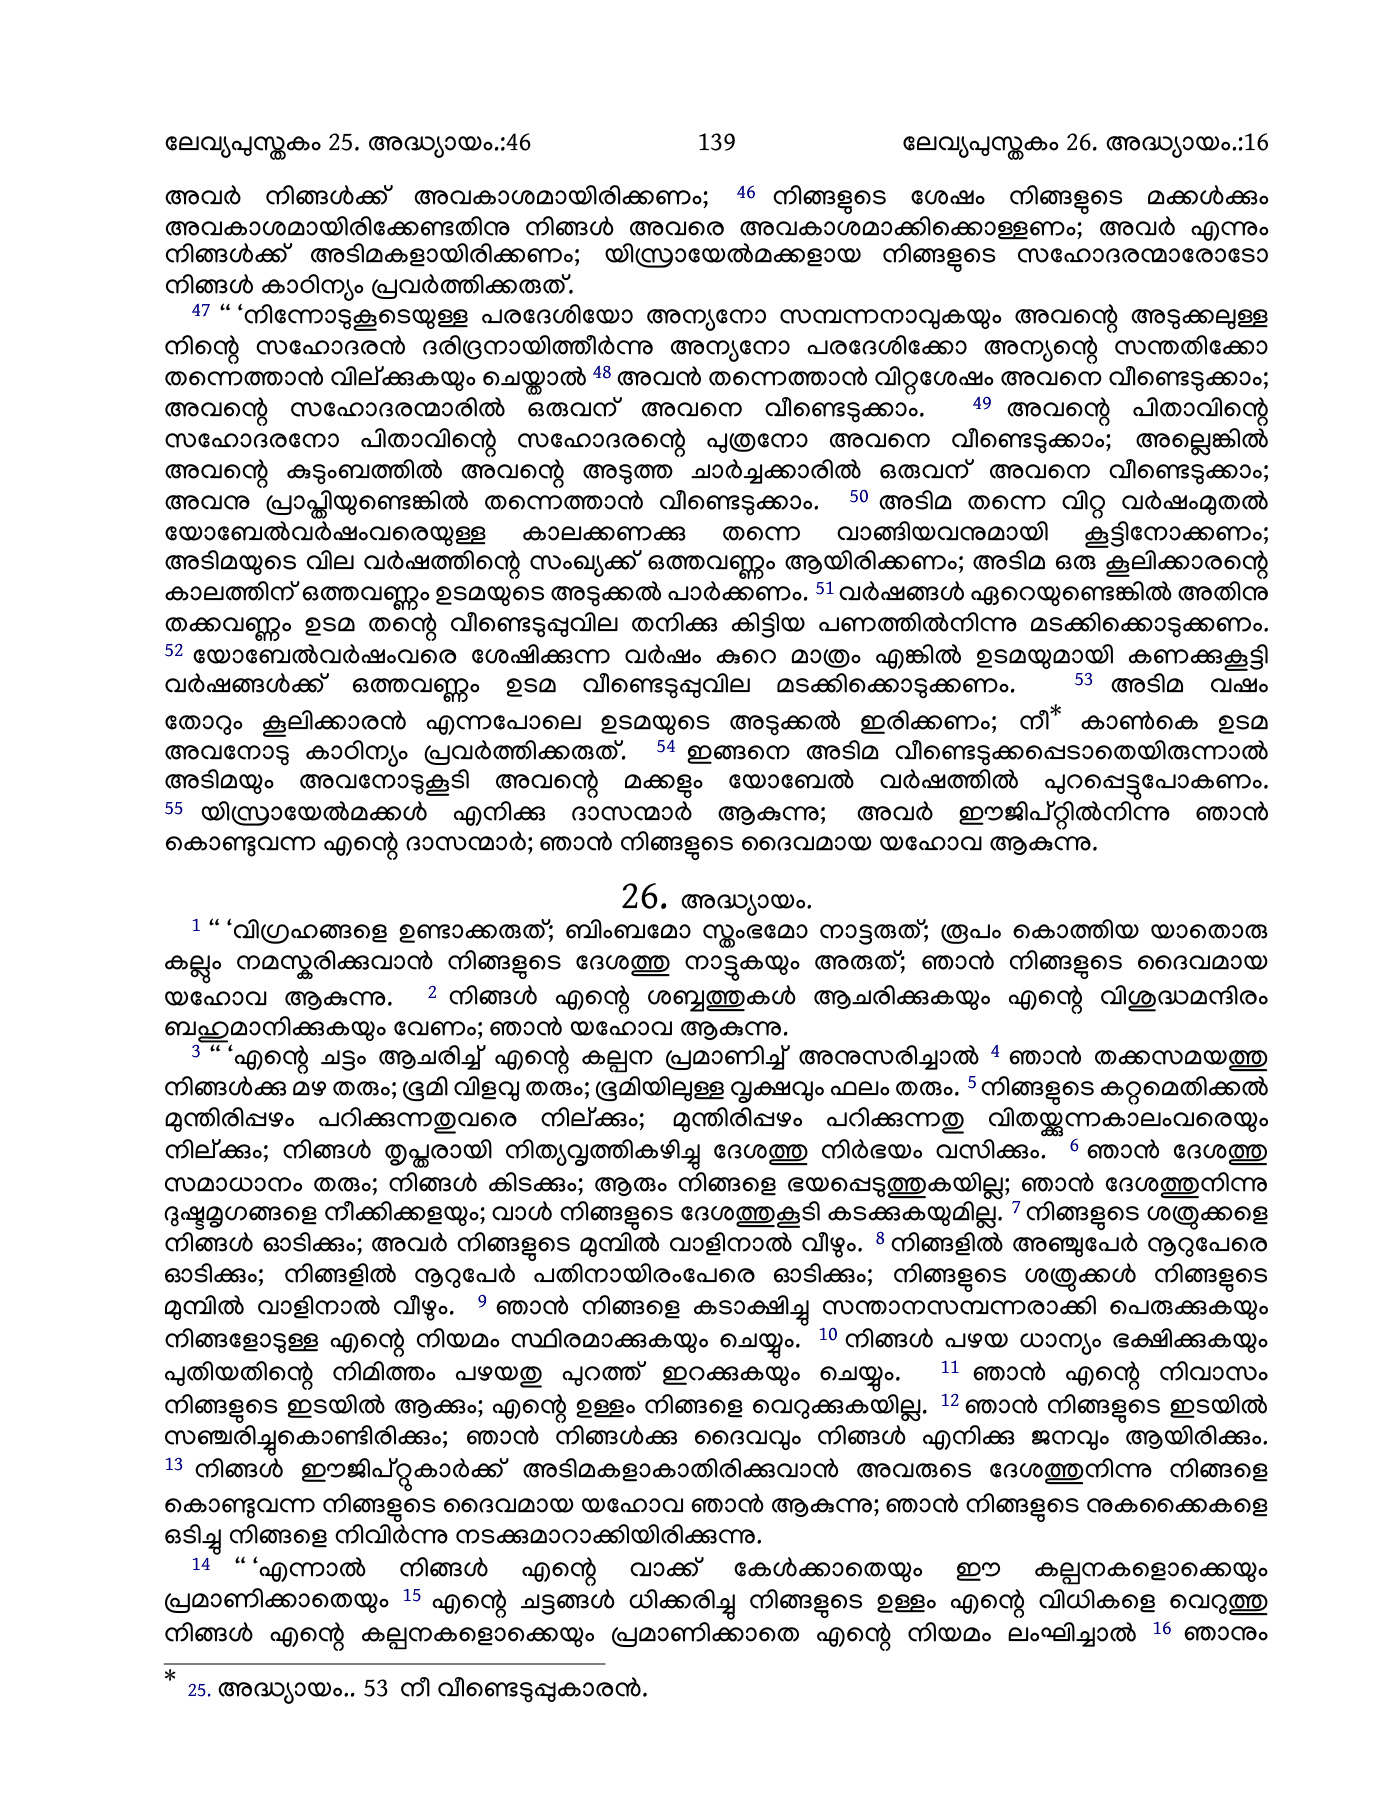 ലേവ്യപുസ്തകം 25. അദ്ധ്യായം.:46 139 ലേവ്യപുസ്തകം 26. അദ്ധ്യായം.:16
അവർ നിങ്ങൾക്ക് അവകാശമായിരിക്കണം; 46 നിങ്ങളുടെ ശേഷം നിങ്ങളുടെ മക്കൾക്കും
അവകാശമായിരിക്കേണ്ടതിനു നിങ്ങൾ അവരെ അവകാശമാക്കിക്കൊള്ളണം; അവർ എന്നും
നിങ്ങൾക്ക് അടിമകളായിരിക്കണം; യിസ്രായേൽമക്കളായ നിങ്ങളുടെ സഹോദരന്മാരോടോ
നിങ്ങൾ കാഠിന്യം പ്രവർത്തിക്കരുത്.
47 “ ‘നിന്നോടുകൂടെയുള്ള പരദേശിയോ അന്യനോ സമ്പന്നനാവുകയും അവന്റെ അടുക്കലുള്ള
നിന്റെ സഹോദരൻ ദരിദ്രനായിത്തീർന്നു അന്യനോ പരദേശിക്കോ അന്യന്റെ സന്തതിക്കോ
തന്നെത്താൻ വില്ക്കുകയും ചെയ്താൽ 48 അവൻ തന്നെത്താൻ വിറ്റശേഷം അവനെ വീണ്ടെടുക്കാം;
അവന്റെ സഹോദരന്മാരിൽ ഒരുവന് അവനെ വീണ്ടെടുക്കാം. 49 അവന്റെ പിതാവിന്റെ
സഹോദരനോ പിതാവിന്റെ സഹോദരന്റെ പുത്രനോ അവനെ വീണ്ടെടുക്കാം; അല്ലെങ്കിൽ
അവന്റെ കുടുംബത്തിൽ അവന്റെ അടുത്ത ചാർച്ചക്കാരിൽ ഒരുവന് അവനെ വീണ്ടെടുക്കാം;
അവനു പ്രാപ്തിയുണ്ടെങ്കിൽ തന്നെത്താൻ വീണ്ടെടുക്കാം. 50 അടിമ തന്നെ വിറ്റ വർഷംമുതൽ
യോബേൽവർഷംവരെയുള്ള കാലക്കണക്കു തന്നെ വാങ്ങിയവനുമായി കൂട്ടിനോക്കണം;
അടിമയുടെ വില വർഷത്തിന്റെ സംഖ്യക്ക് ഒത്തവണ്ണം ആയിരിക്കണം; അടിമ ഒരു കൂലിക്കാരന്റെ
കാലത്തിന് ഒത്തവണ്ണം ഉടമയുടെ അടുക്കൽ പാർക്കണം. 51 വർഷങ്ങൾ ഏറെയുണ്ടെങ്കിൽ അതിനു
തക്കവണ്ണം ഉടമ തന്റെ വീണ്ടെടുപ്പുവില തനിക്കു കിട്ടിയ പണത്തിൽനിന്നു മടക്കിക്കൊടുക്കണം.
52 യോബേൽവർഷംവരെ ശേഷിക്കുന്ന വർഷം കുറെ മാത്രം എങ്കിൽ ഉടമയുമായി കണക്കുകൂട്ടി
വർഷങ്ങൾക്ക് ഒത്തവണ്ണം ഉടമ വീണ്ടെടുപ്പുവില മടക്കിക്കൊടുക്കണം. 53 അടിമ വഷം
തോറും കൂലിക്കാരൻ എന്നപോലെ ഉടമയുടെ അടുക്കൽ ഇരിക്കണം; നീ* കാൺകെ ഉടമ
അവനോടു കാഠിന്യം പ്രവർത്തിക്കരുത്. 54 ഇങ്ങനെ അടിമ വീണ്ടെടുക്കപ്പെടാതെയിരുന്നാൽ
അടിമയും അവനോടുകൂടി അവന്റെ മക്കളും യോബേൽ വർഷത്തിൽ പുറപ്പെട്ടുപോകണം.
55 യിസ്രായേൽമക്കൾ എനിക്കു ദാസന്മാർ ആകുന്നു; അവർ ഈജിപ്റ്റിൽനിന്നു ഞാൻ
കൊണ്ടുവന്ന എന്റെ ദാസന്മാർ; ഞാൻ നിങ്ങളുടെ ദൈവമായ യഹോവ ആകുന്നു.
26. അദ്ധ്യായം.
1 “ ‘വിഗ്രഹങ്ങളെ ഉണ്ടാക്കരുത്; ബിംബമോ സ്തംഭമോ നാട്ടരുത്; രൂപം കൊത്തിയ യാതൊരു
കല്ലും നമസ്കരിക്കുവാൻ നിങ്ങളുടെ ദേശത്തു നാട്ടുകയും അരുത്; ഞാൻ നിങ്ങളുടെ ദൈവമായ
യഹോവ ആകുന്നു. 2 നിങ്ങൾ എന്റെ ശബ്ബത്തുകൾ ആചരിക്കുകയും എന്റെ വിശുദ്ധമന്ദിരം
ബഹുമാനിക്കുകയും വേണം; ഞാൻ യഹോവ ആകുന്നു.
3 “ ‘എന്റെ ചട്ടം ആചരിച്ച് എന്റെ കല്പന പ്രമാണിച്ച് അനുസരിച്ചാൽ 4 ഞാൻ തക്കസമയത്തു
നിങ്ങൾക്കു മഴ തരും; ഭൂമി വിളവു തരും; ഭൂമിയിലുള്ള വൃക്ഷവും ഫലം തരും. 5 നിങ്ങളുടെ കറ്റമെതിക്കൽ
മുന്തിരിപ്പഴം പറിക്കുന്നതുവരെ നില്ക്കും; മുന്തിരിപ്പഴം പറിക്കുന്നതു വിതയ്ക്കുന്നകാലംവരെയും
നില്ക്കും; നിങ്ങൾ തൃപ്തരായി നിത്യവൃത്തികഴിച്ചു ദേശത്തു നിർഭയം വസിക്കും. 6 ഞാൻ ദേശത്തു
സമാധാനം തരും; നിങ്ങൾ കിടക്കും; ആരും നിങ്ങളെ ഭയപ്പെടുത്തുകയില്ല; ഞാൻ ദേശത്തുനിന്നു
ദുഷ്ടമൃഗങ്ങളെ നീക്കിക്കളയും; വാൾ നിങ്ങളുടെ ദേശത്തുകൂടി കടക്കുകയുമില്ല. 7 നിങ്ങളുടെ ശത്രുക്കളെ
നിങ്ങൾ ഓടിക്കും; അവർ നിങ്ങളുടെ മുമ്പിൽ വാളിനാൽ വീഴും. 8 നിങ്ങളിൽ അഞ്ചുപേർ നൂറുപേരെ
ഓടിക്കും; നിങ്ങളിൽ നൂറുപേർ പതിനായിരംപേരെ ഓടിക്കും; നിങ്ങളുടെ ശത്രുക്കൾ നിങ്ങളുടെ
മുമ്പിൽ വാളിനാൽ വീഴും. 9 ഞാൻ നിങ്ങളെ കടാക്ഷിച്ചു സന്താനസമ്പന്നരാക്കി പെരുക്കുകയും
നിങ്ങളോടുള്ള എന്റെ നിയമം സ്ഥിരമാക്കുകയും ചെയ്യും. 10 നിങ്ങൾ പഴയ ധാന്യം ഭക്ഷിക്കുകയും
പുതിയതിന്റെ നിമിത്തം പഴയതു പുറത്ത് ഇറക്കുകയും ചെയ്യും. 11 ഞാൻ എന്റെ നിവാസം
നിങ്ങളുടെ ഇടയിൽ ആക്കും; എന്റെ ഉള്ളം നിങ്ങളെ വെറുക്കുകയില്ല. 12 ഞാൻ നിങ്ങളുടെ ഇടയിൽ
സഞ്ചരിച്ചുകൊണ്ടിരിക്കും; ഞാൻ നിങ്ങൾക്കു ദൈവവും നിങ്ങൾ എനിക്കു ജനവും ആയിരിക്കും.
13 നിങ്ങൾ ഈജിപ്റ്റുകാർക്ക് അടിമകളാകാതിരിക്കുവാൻ അവരുടെ ദേശത്തുനിന്നു നിങ്ങളെ
കൊണ്ടുവന്ന നിങ്ങളുടെ ദൈവമായ യഹോവ ഞാൻ ആകുന്നു; ഞാൻ നിങ്ങളുടെ നുകക്കൈകളെ
ഒടിച്ചു നിങ്ങളെ നിവിർന്നു നടക്കുമാറാക്കിയിരിക്കുന്നു.
14 “ ‘എന്നാൽ നിങ്ങൾ എന്റെ വാക്ക് കേൾക്കാതെയും ഈ കല്പനകളൊക്കെയും
പ്രമാണിക്കാതെയും 15 എന്റെ ചട്ടങ്ങൾ ധിക്കരിച്ചു നിങ്ങളുടെ ഉള്ളം എന്റെ വിധികളെ വെറുത്തു
നിങ്ങൾ എന്റെ കല്പനകളൊക്കെയും പ്രമാണിക്കാതെ എന്റെ നിയമം ലംഘിച്ചാൽ 16 ഞാനും
* 25. അദ്ധ്യായം.. 53 നീ വീണ്ടെടുപ്പുകാരൻ.